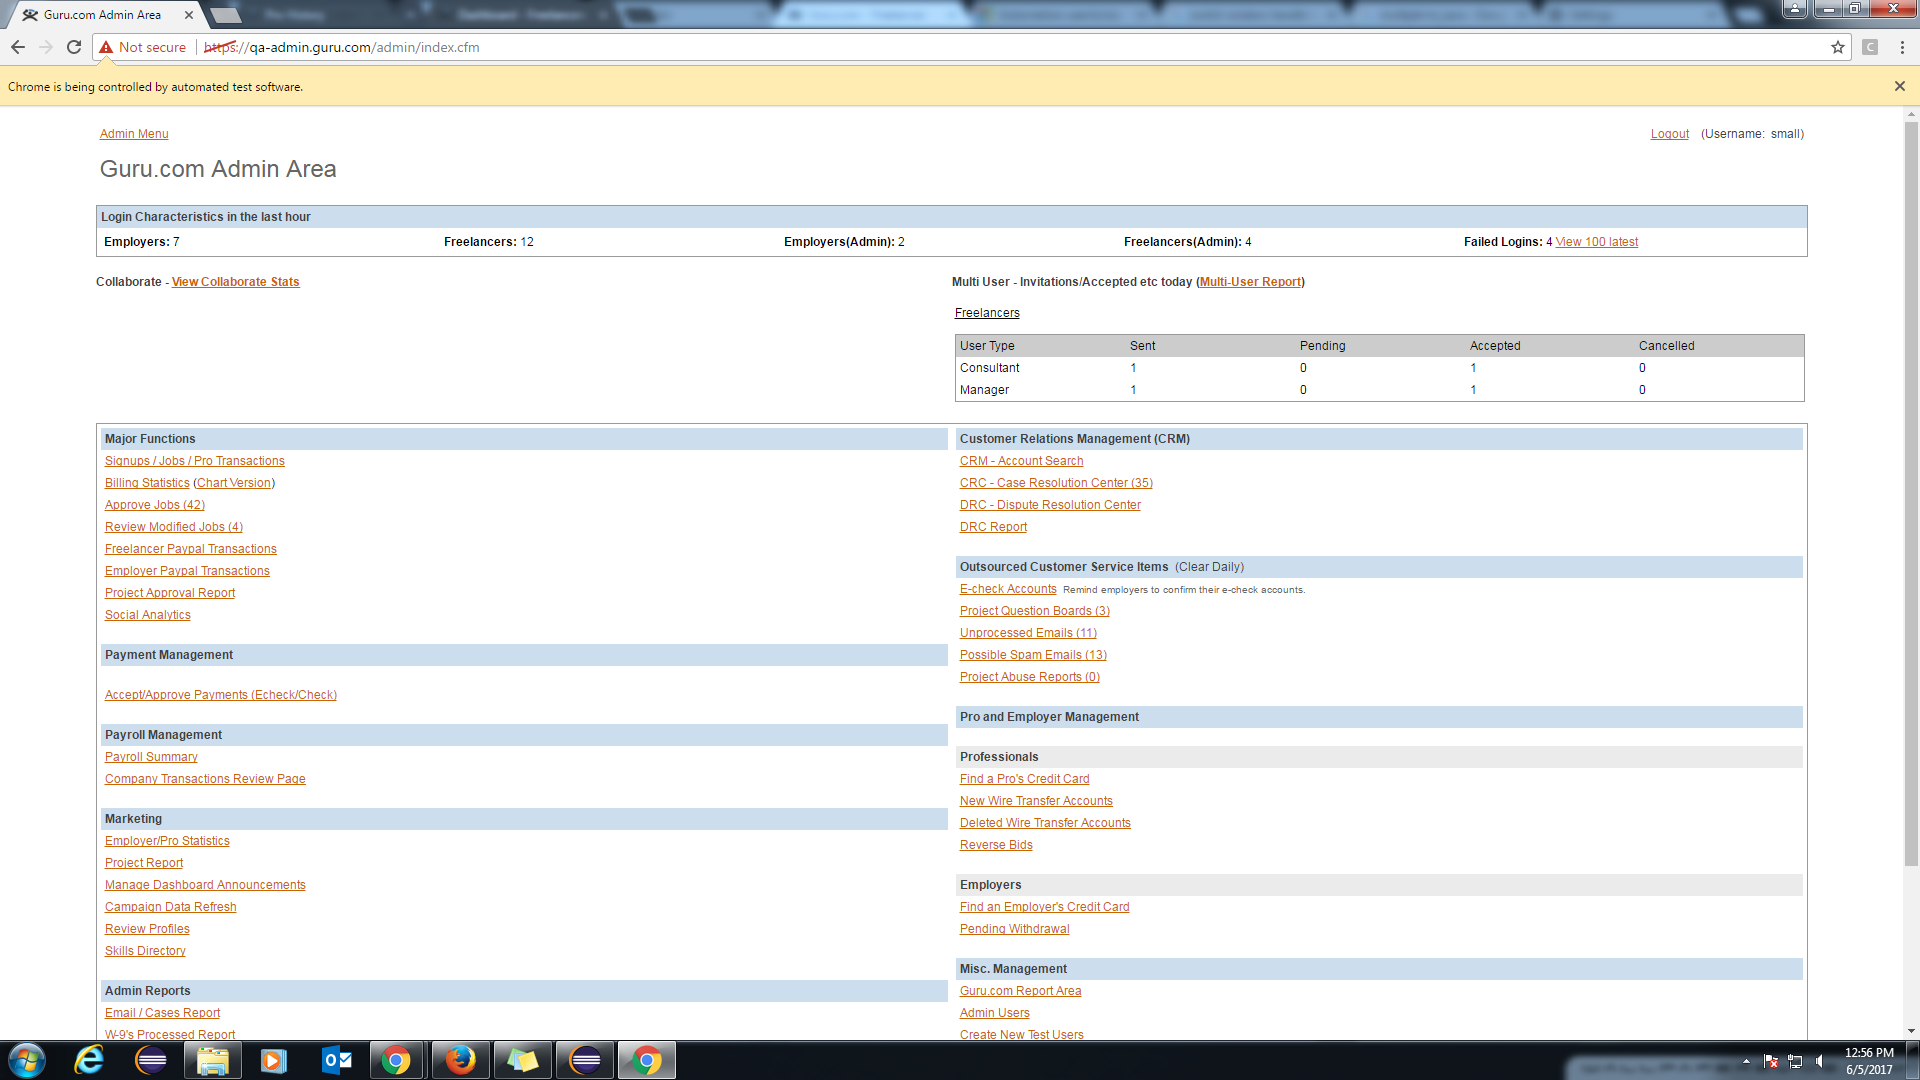 Guru.com Admin Area
Not secure https://qa-admin.guru.com/admin/index.cfm
Chrome is being controlled by automated test software.
Admin Menu
Logout (Username: small)
Guru.com Admin Area
Login Characteristics in the last hour
Employers: 7 Freelancers: 12 Employers(Admin): 2 Freelancers(Admin): 4 Failed Logins: 4 View 100 latest
Collaborate - View Collaborate Stats
Multi User - Invitations/Accepted etc today (Multi-User Report)
Freelancers
User Type Sent Pending Accepted Cancelled
Consultant 1 0 1 0
Manager 1 0 1 0
Major Functions
Signups / Jobs / Pro Transactions
Billing Statistics (Chart Version)
Approve Jobs (42)
Review Modified Jobs (4)
Freelancer Paypal Transactions
Employer Paypal Transactions
Project Approval Report
Social Analytics
Payment Management
Accept/Approve Payments (Echeck/Check)
Payroll Management
Payroll Summary
Company Transactions Review Page
Marketing
Employer/Pro Statistics
Project Report
Manage Dashboard Announcements
Campaign Data Refresh
Review Profiles
Skills Directory
Admin Reports
Email / Cases Report
W-9's Processed Report
Customer Relations Management (CRM)
CRM - Account Search
CRC - Case Resolution Center (35)
DRC - Dispute Resolution Center
DRC Report
Outsourced Customer Service Items (Clear Daily)
E-check Accounts Remind employers to confirm their e-check accounts.
Project Question Boards (3)
Unprocessed Emails (11)
Possible Spam Emails (13)
Project Abuse Reports (0)
Pro and Employer Management
Professionals
Find a Pro's Credit Card
New Wire Transfer Accounts
Deleted Wire Transfer Accounts
Reverse Bids
Employers
Find an Employer's Credit Card
Pending Withdrawal
Misc. Management
Guru.com Report Area
Admin Users
Create New Test Users
12:56 PM
6/5/2017